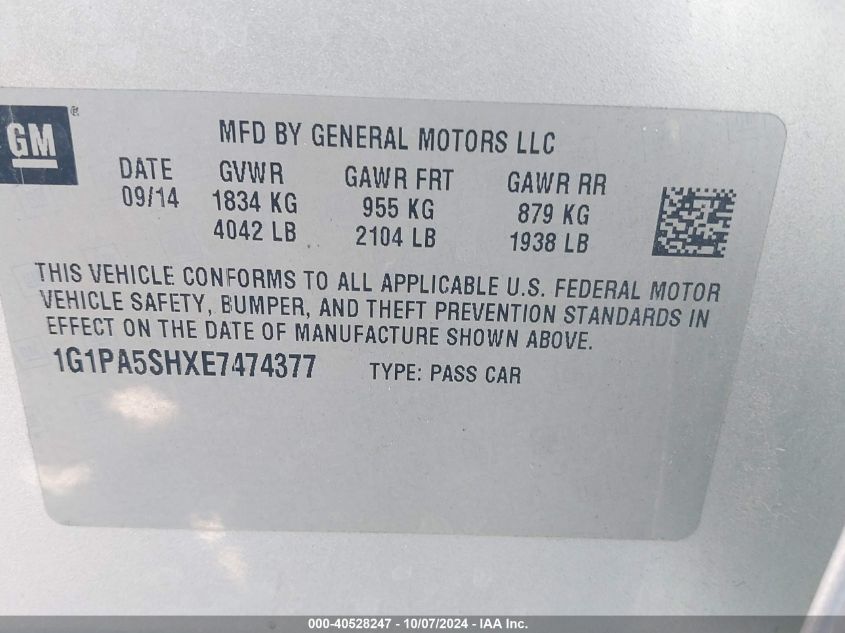 GM®
MFD BY GENERAL MOTORS LLC
DATE GVWR GAWR FRT GAWR RR
09/14 1834 KG 955 KG 879 KG
4042 LB 2104 LB 1938 LB
THIS VEHICLE CONFORMS TO ALL APPLICABLE U.S. FEDERAL MOTOR
VEHICLE SAFETY, BUMPER, AND THEFT PREVENTION STANDARDS IN
EFFECT ON THE DATE OF MANUFACTURE SHOWN ABOVE.
1G1PA5SHXE7474377 TYPE: PASS CAR
000-40528247 - 10/07/2024 - IAA Inc.